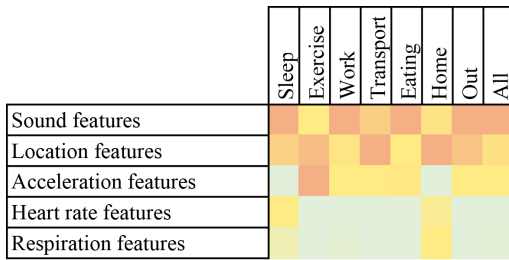 Sleep
Exercise
Work
Transport
Eating
Home
Out
All
Sound features
Location features
Acceleration features
Heart rate features
Respiration features